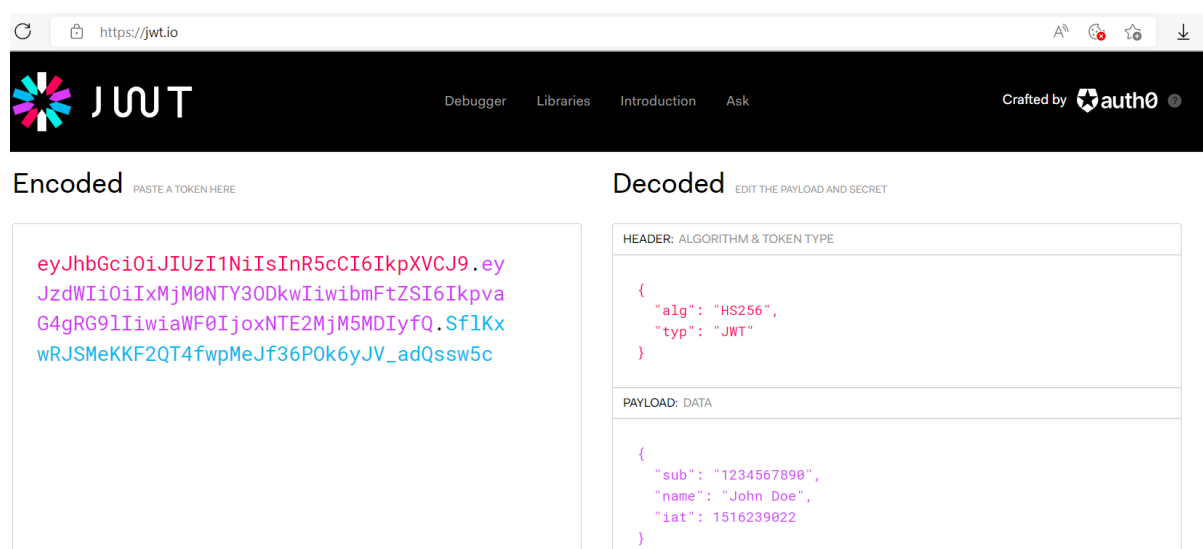 https://jwt.io
JWT
Debugger Libraries Introduction Ask
Crafted by auth0
Encoded PASTE A TOKEN HERE
eyJhbGciOiJIUzI1NiIsInR5cCI6IkpXVCJ9.ey
JzdWIiOiIxMjM0NTY3ODkwIiwibmFtZSI6Ikpva
G4gRG9lIiwiaWF0IjoxNTE2MjM5MDIyfQ.SflKx
wRJSMeKKF2QT4fwpMeJf36POk6yJV_adQssw5c
Decoded EDIT THE PAYLOAD AND SECRET
HEADER: ALGORITHM & TOKEN TYPE
{
"alg": "HS256",
"typ": "JWT"
}
PAYLOAD: DATA
{
"sub": "1234567890",
"name": "John Doe",
"iat": 1516239022
}